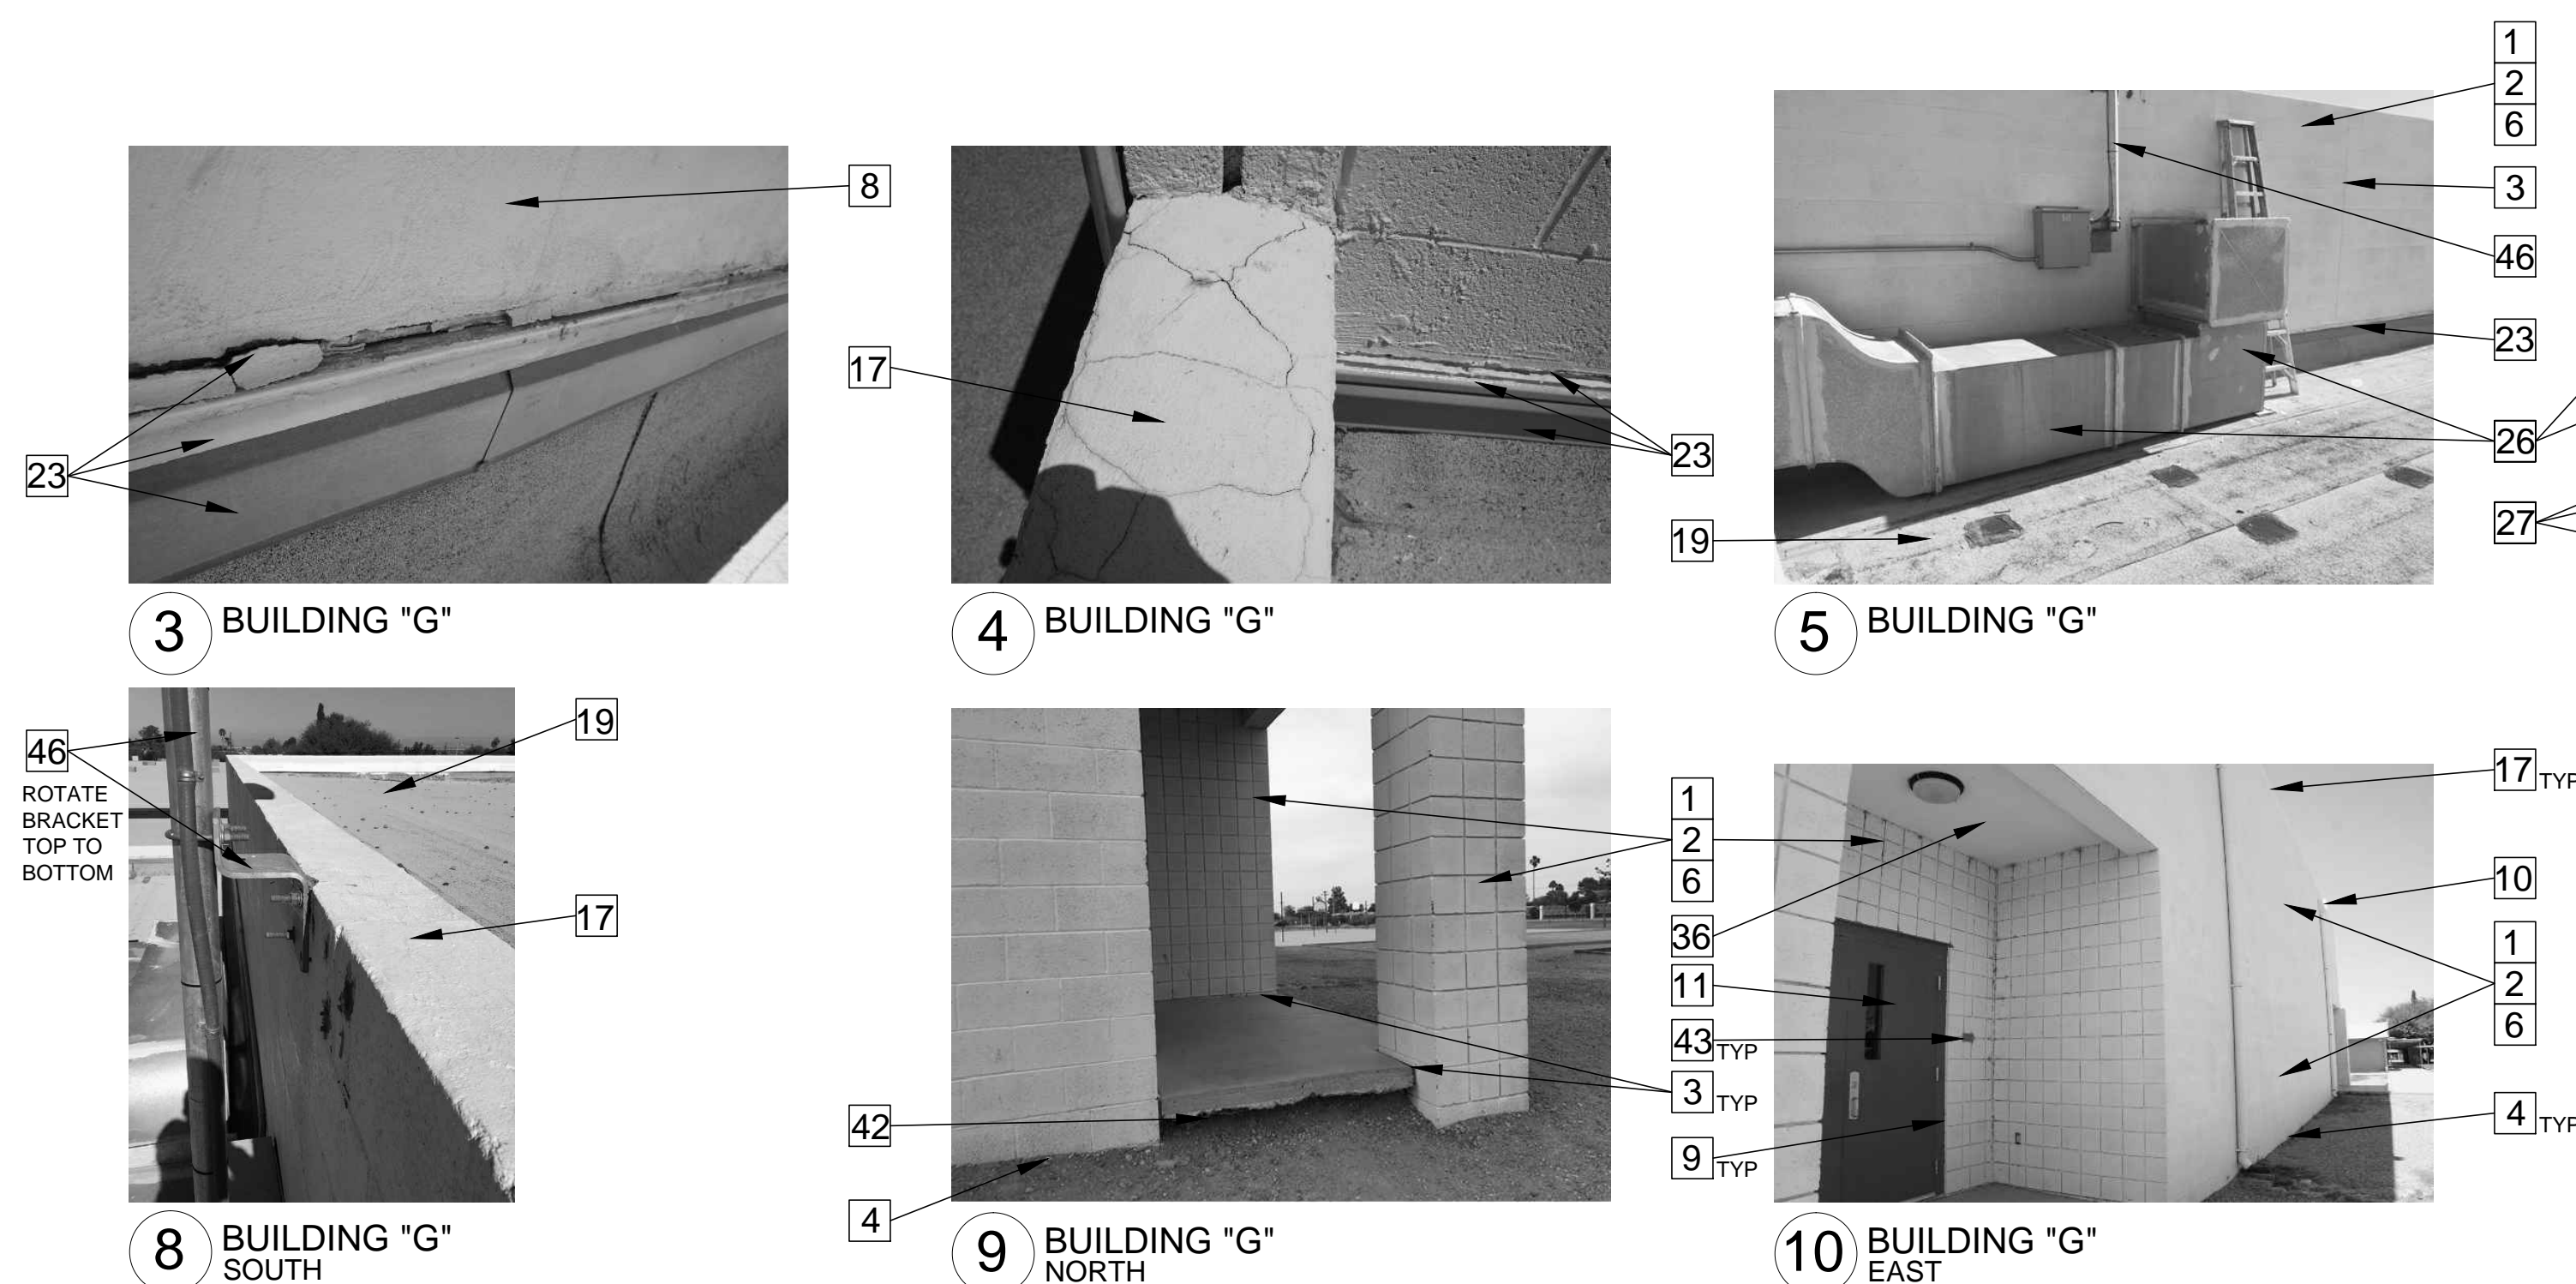 8
23
3 BUILDING "G"
17
23
4 BUILDING "G"
1
2
6
3
46
23
26
27
19
5 BUILDING "G"
46
ROTATE
BRACKET
TOP TO
BOTTOM
19
17
8 BUILDING "G"
SOUTH
42
4
1
2
6
36
11
43 TYP
3 TYP
9 TYP
9 BUILDING "G"
NORTH
17 TYP
10
1
2
6
4 TYP
10 BUILDING "G"
EAST